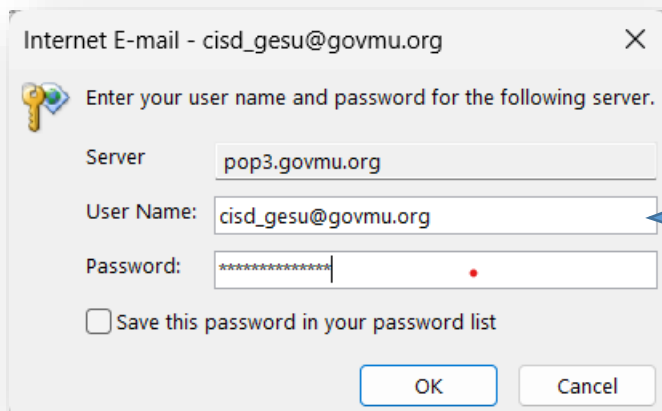 Internet E-mail - cisd_gesu@govmu.org
Enter your user name and password for the following server.
Server pop3.govmu.org
User Name: cisd_gesu@govmu.org
Password: **************
Save this password in your password list
OK Cancel